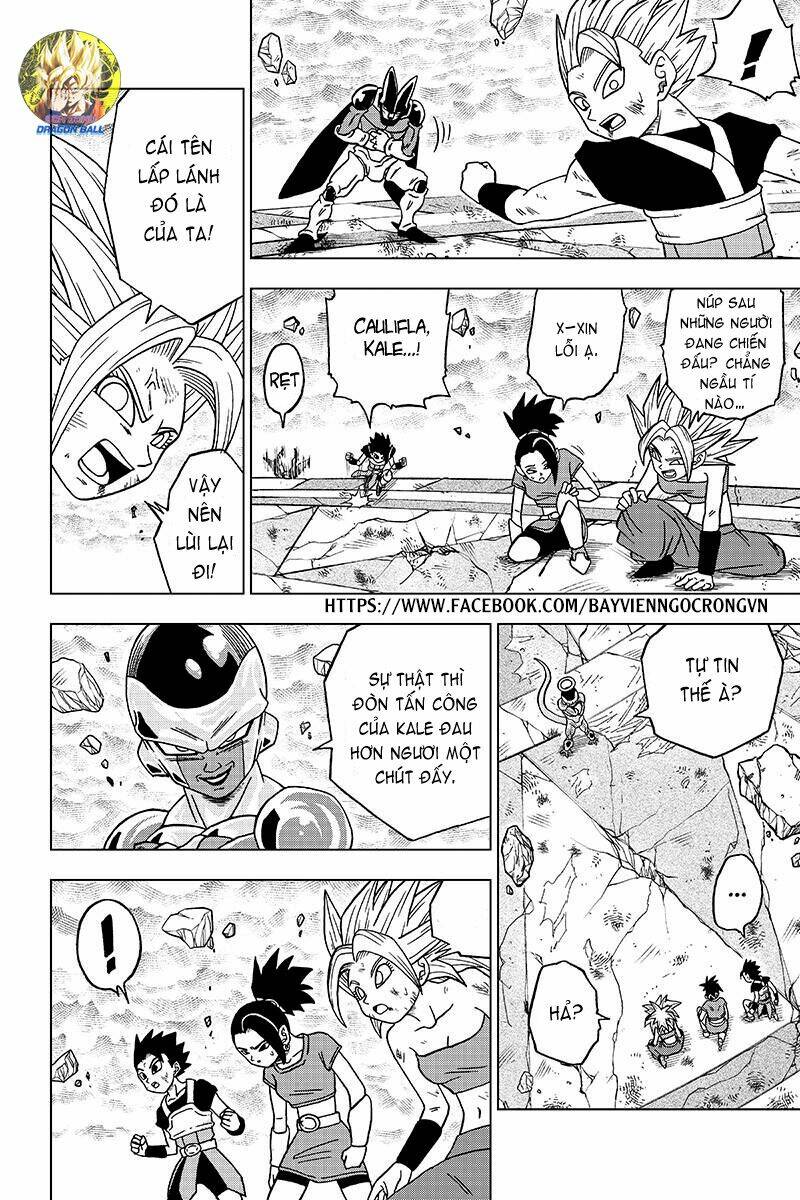 !
CÁI TÊN
LẤP LÁNH
ĐÓ LÀ
CỦA TA!
VẬY
NÊN
LÙI LẠI
ĐI!
NÚP SAU
NHỮNG NGƯỜI
ĐANG CHIẾN
ĐẤU? CHẲNG
NGẦU TÍ
NÀO...
X-XIN
LỖI Ạ.
CAULIFLA,
KALE...!
RẸT
HTTPS://WWW.FACEBOOK.COM/BAYVIENNGOCRONGVN
TỰ TIN
THẾ À?
...
HẢ?
SỰ THẬT THÌ
ĐÒN TẤN CÔNG
CỦA KALE ĐAU
HƠN NGƯƠI MỘT
CHÚT ĐẤY.
!
DRAGON BALL